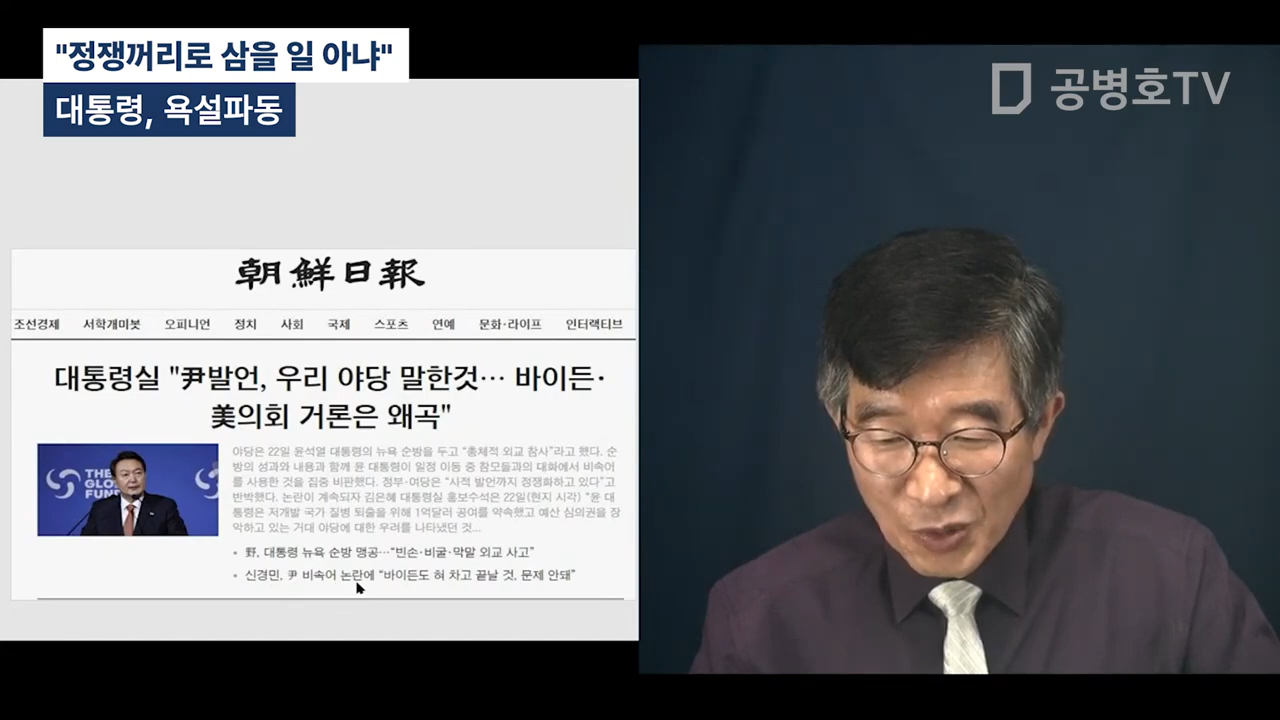 "정쟁꺼리로 삼을 일 아냐"
대통령, 욕설파동
공병호TV
朝鮮日報
조선경제 서학개미봇 오피니언 정치 사회 국제 스포츠 연예 문화·라이프 인터랙티브
대통령실 "尹발언, 우리 야당 말한것… 바이든·
美의회 거론은 왜곡"
THE
GLO
FUN
야당은 22일 윤석열 대통령의 뉴욕 순방을 두고 “총체적 외교 참사”라고 했다. 순
방의 성과와 내용과 함께 윤 대통령이 일정 이동 중 참모들과의 대화에서 비속어
를 사용한 것을 집중 비판했다. 정부·여당은 “사적 발언까지 정쟁화하고 있다”고
반박했다. 논란이 계속되자 김은혜 대통령실 홍보수석은 22일(현지 시각) “윤 대
통령은 저개발 국가 질병 퇴출을 위해 1억달러 공여를 약속했고 예산 심의권을 장
악하고 있는 거대 야당에 대한 우려를 나타냈던 것...
• 野, 대통령 뉴욕 순방 맹공…“빈손·비굴·막말 외교 사고”
• 신경민, 尹 비속어 논란에 “바이든도 혀 차고 끝날 것, 문제 안돼”